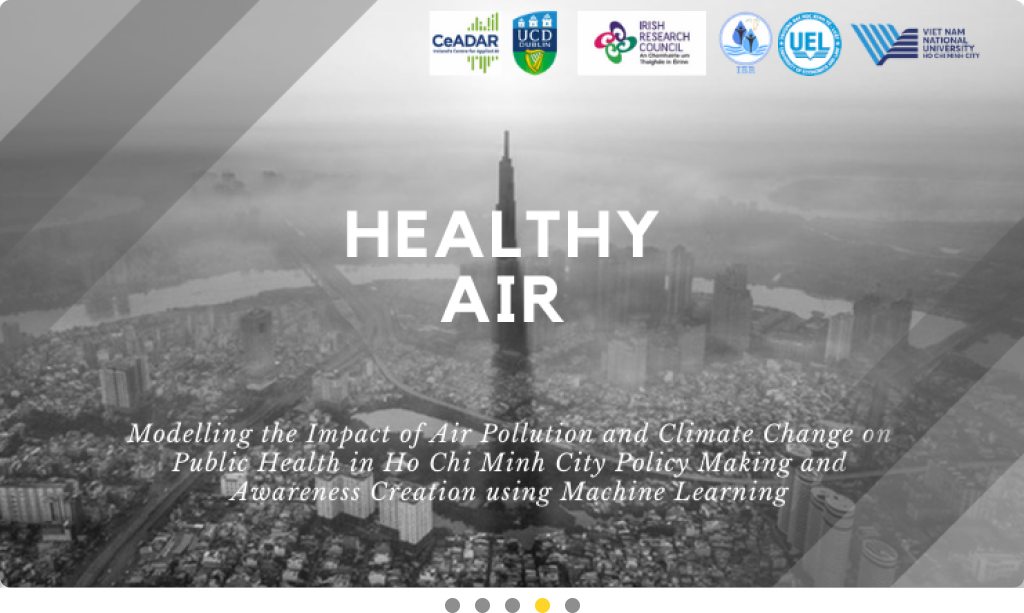 CeADAR
Ireland's Centre for Applied AI
UCD
DUBLIN
IRISH
RESEARCH
COUNCIL
An Chomhairle um
Thaighde in Éirinn
IER
UEL
VIET NAM
NATIONAL
UNIVERSITY
HO CHI MINH CITY
HEALTHY
AIR
Modelling the Impact of Air Pollution and Climate Change on
Public Health in Ho Chi Minh City Policy Making and
Awareness Creation using Machine Learning